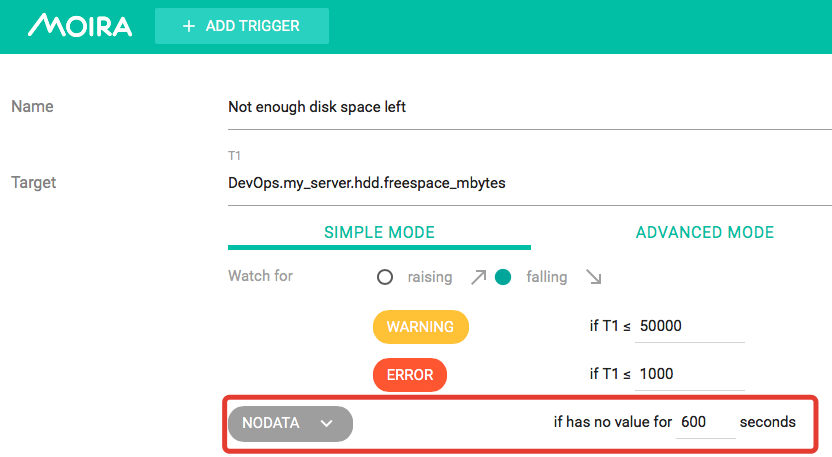 MOIRA + ADD TRIGGER
Name Not enough disk space left
T1
Target DevOps.my_server.hdd.freespace_mbytes
SIMPLE MODE ADVANCED MODE
Watch for raising falling
WARNING if T1 ≤ 50000
ERROR if T1 ≤ 1000
NODATA if has no value for 600 seconds